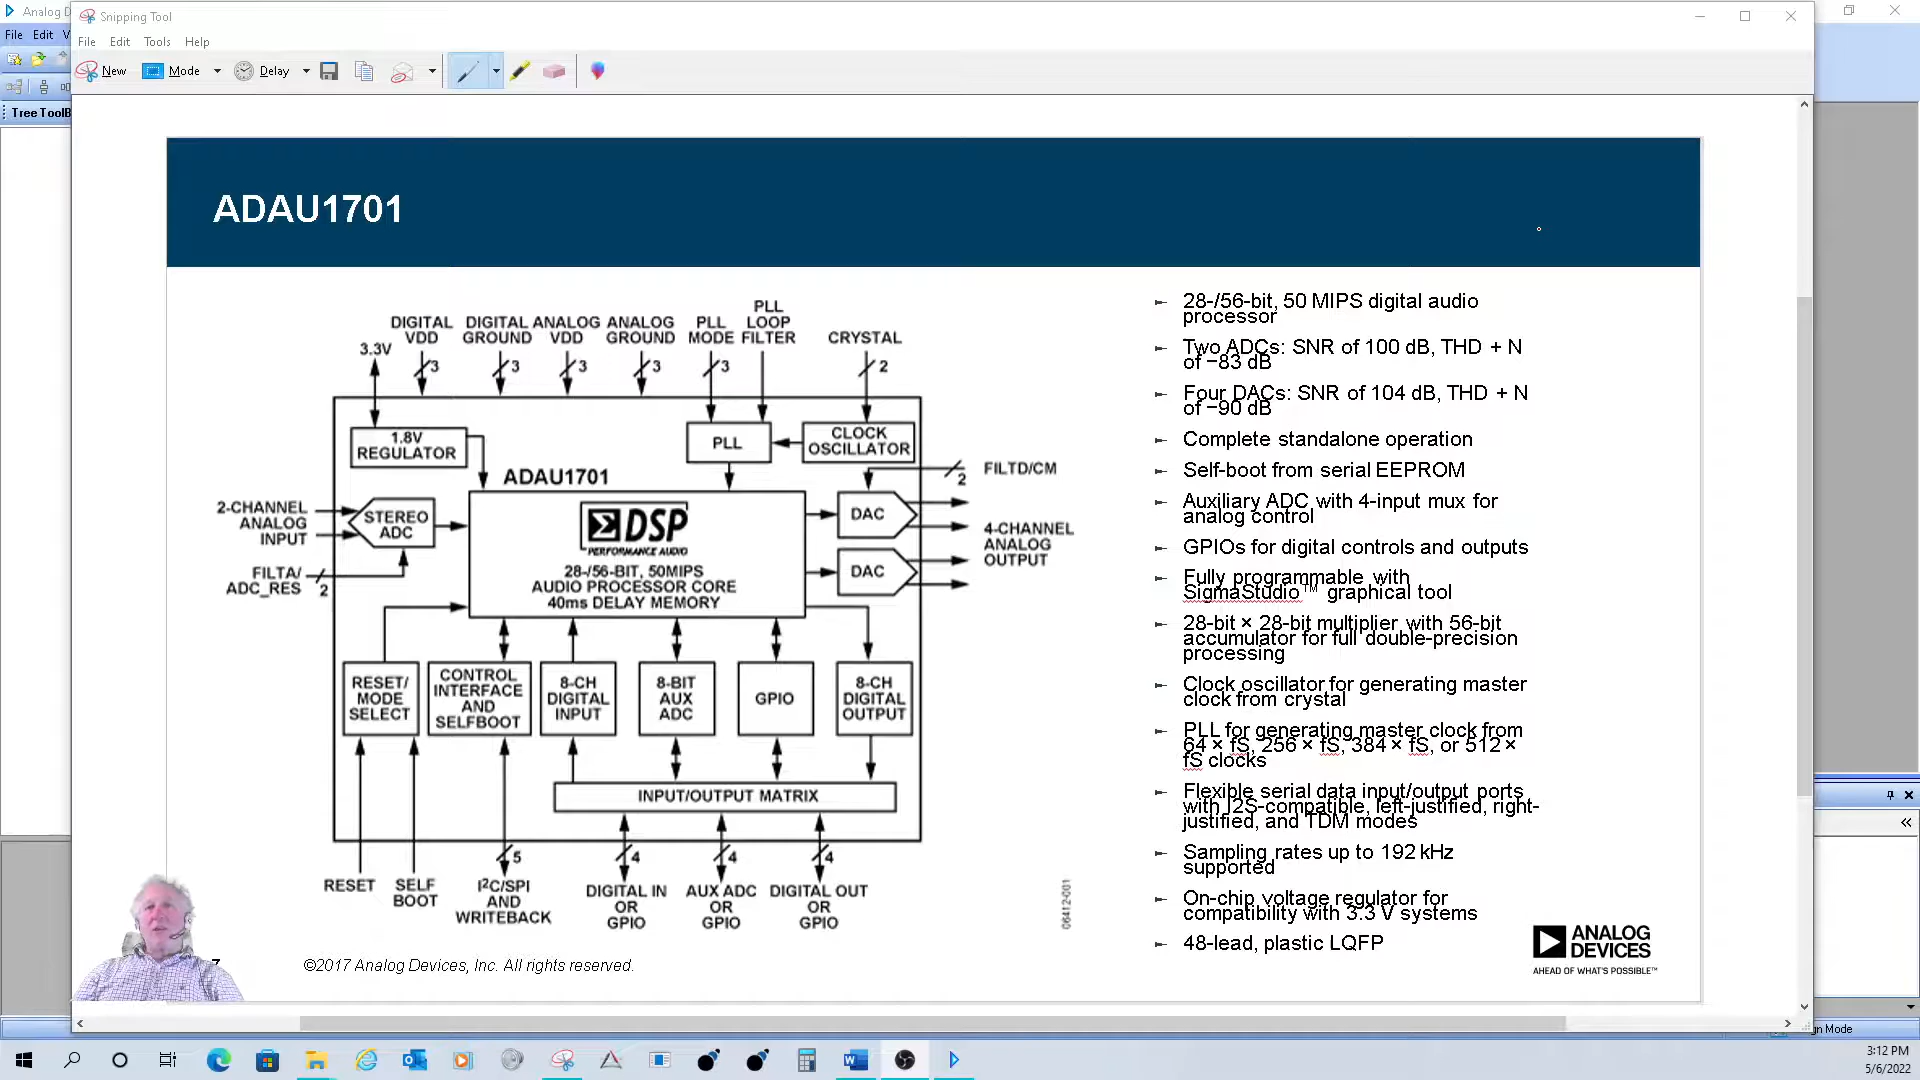 Analog D
Snipping Tool
File Edit V
File Edit Tools Help
New Mode Delay
Tree ToolB
ADAU1701
PLL
LOOP
FILTER
DIGITAL
VDD
DIGITAL
GROUND
ANALOG
VDD
ANALOG
GROUND
PLL
MODE
CRYSTAL
3.3V
3 3 3 3 3 2
1.8V
REGULATOR
PLL
CLOCK
OSCILLATOR
ADAU1701
FILTD/CM
2
2-CHANNEL
ANALOG
INPUT
STEREO
ADC
FILTA/
ADC_RES
2
DSP
PERFORMANCE AUDIO
28-/56-BIT, 50MIPS
AUDIO PROCESSOR CORE
40ms DELAY MEMORY
DAC
DAC
4-CHANNEL
ANALOG
OUTPUT
RESET/
MODE
SELECT
CONTROL
INTERFACE
AND
SELFBOOT
8-CH
DIGITAL
INPUT
8-BIT
AUX
ADC
GPIO
8-CH
DIGITAL
OUTPUT
INPUT/OUTPUT MATRIX
5 4 4 4
RESET
SELF
BOOT
I²C/SPI
AND
WRITEBACK
DIGITAL IN
OR
GPIO
AUX ADC
OR
GPIO
DIGITAL OUT
OR
GPIO
06412-001
28-/56-bit, 50 MIPS digital audio
processor
Two ADCs: SNR of 100 dB, THD + N
of −83 dB
Four DACs: SNR of 104 dB, THD + N
of −90 dB
Complete standalone operation
Self-boot from serial EEPROM
Auxiliary ADC with 4-input mux for
analog control
GPIOs for digital controls and outputs
Fully programmable with
SigmaStudio™ graphical tool
28-bit × 28-bit multiplier with 56-bit
accumulator for full double-precision
processing
Clock oscillator for generating master
clock from crystal
PLL for generating master clock from
64 × fS, 256 × fS, 384 × fS, or 512 ×
fS clocks
Flexible serial data input/output ports
with I2S-compatible, left-justified, right-
justified, and TDM modes
Sampling rates up to 192 kHz
supported
On-chip voltage regulator for
compatibility with 3.3 V systems
48-lead, plastic LQFP
ANALOG
DEVICES
AHEAD OF WHAT'S POSSIBLE™
7
©2017 Analog Devices, Inc. All rights reserved.
gn Mode
3:12 PM
5/6/2022